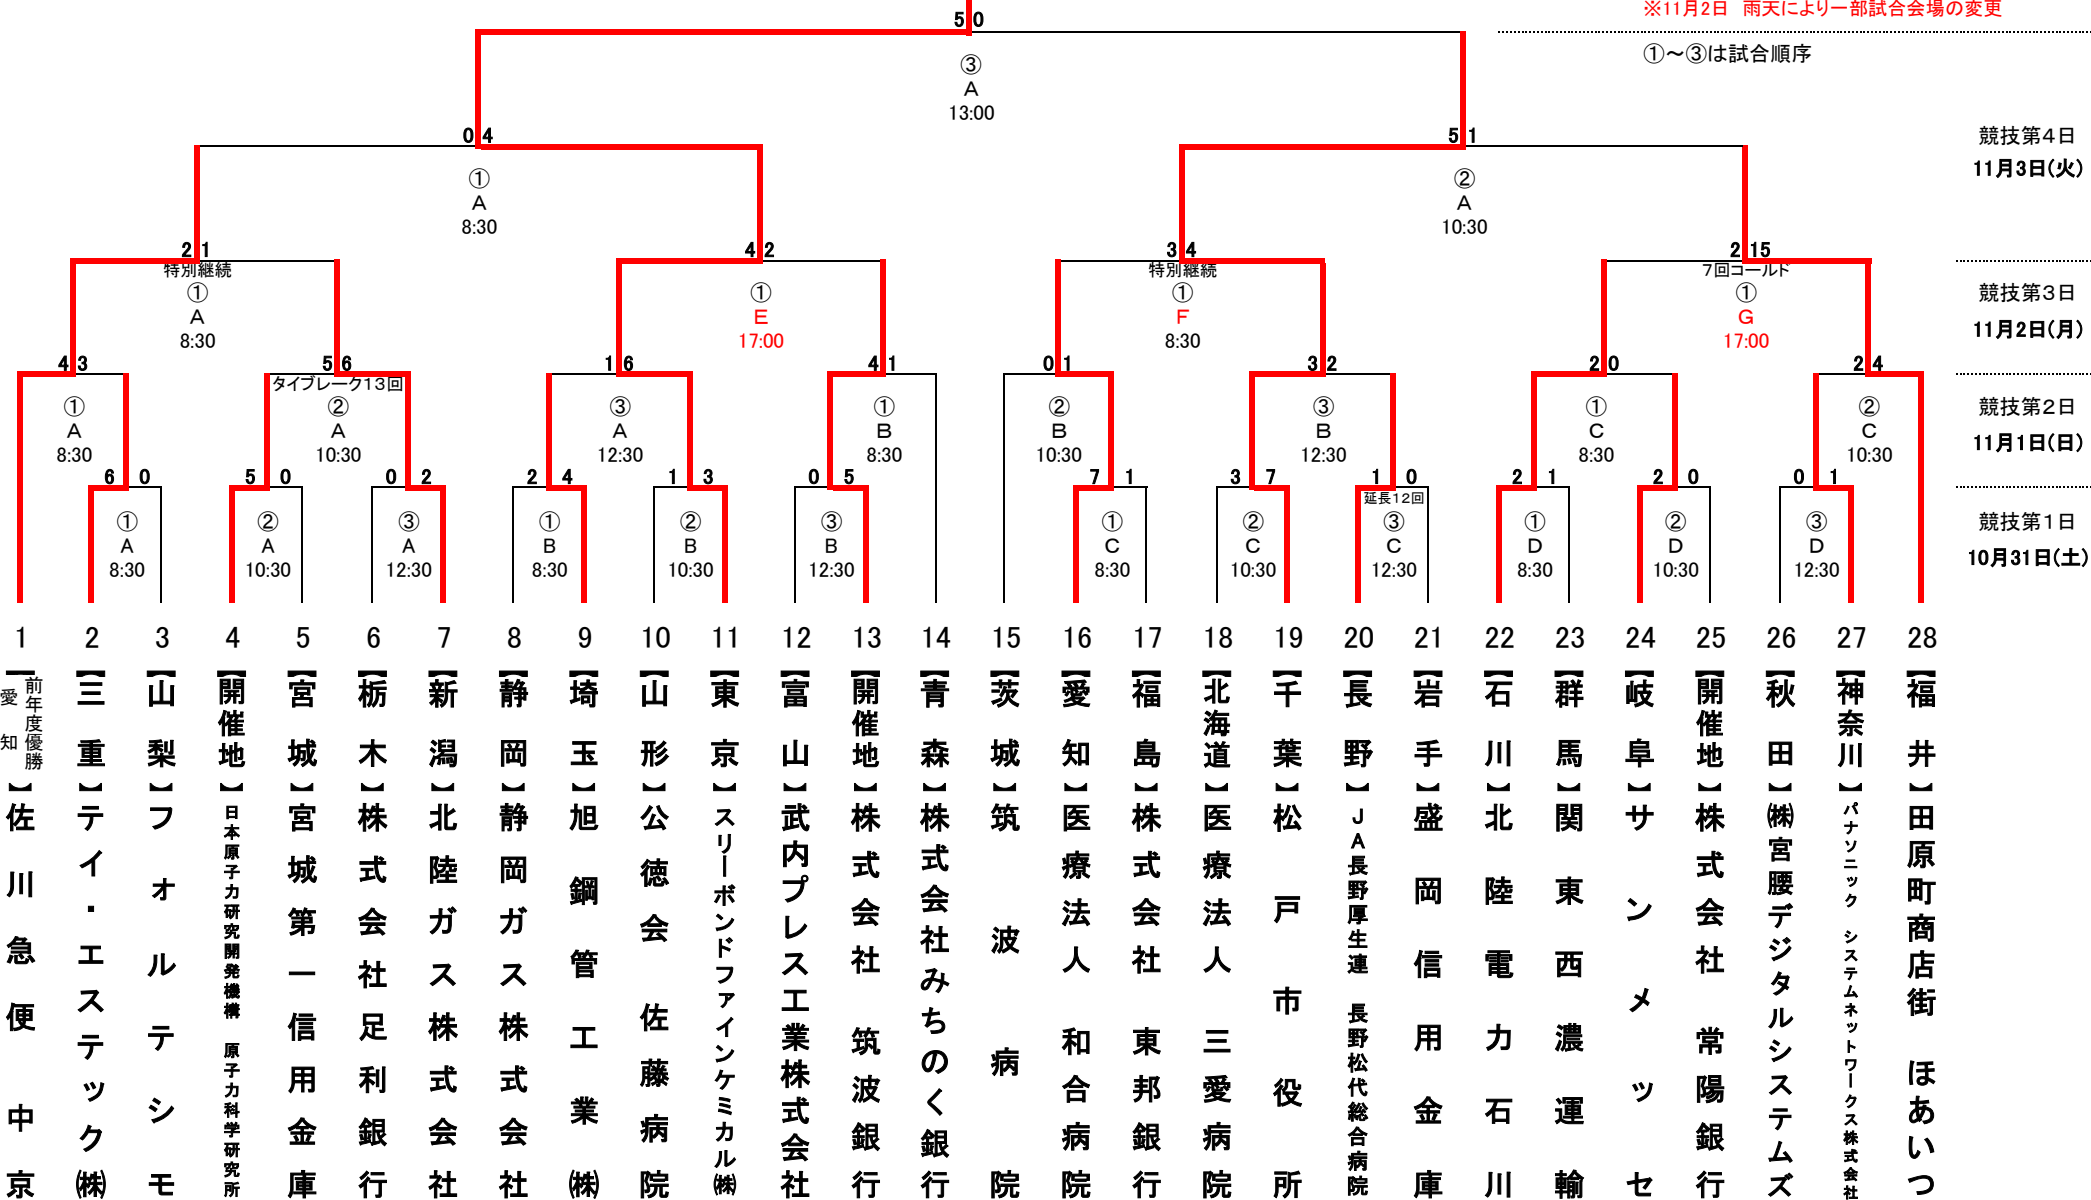 ※11月2日　雨天により一部試合会場の変更
5 0
①～③は試合順序
③
A
13:00
0 4
5 1
競技第4日
11月3日(火)
①
A
8:30
②
A
10:30
2 1
特別継続
4 2
3 4
特別継続
2 15
7回コールド
①
A
8:30
①
E
17:00
①
F
8:30
①
G
17:00
競技第3日
11月2日(月)
4 3
5 6
タイブレーク13回
1 6
4 1
0 1
3 2
2 0
2 4
①
A
8:30
②
A
10:30
③
A
12:30
①
B
8:30
②
B
10:30
③
B
12:30
①
C
8:30
②
C
10:30
競技第2日
11月1日(日)
6 0
5 0
0 2
2 4
1 3
0 5
7 1
3 7
1 0
延長12回
2 1
2 0
0 1
①
A
8:30
②
A
10:30
③
A
12:30
①
B
8:30
②
B
10:30
③
B
12:30
①
C
8:30
②
C
10:30
③
C
12:30
①
D
8:30
②
D
10:30
③
D
12:30
競技第1日
10月31日(土)
1
【前年度優勝 愛知】佐川急便中京
2
【三重】テイ・エステック㈱
3
【山梨】フォルテシモ
4
【開催地】日本原子力研究開発機構　原子力科学研究所
5
【宮城】宮城第一信用金庫
6
【栃木】株式会社足利銀行
7
【新潟】北陸ガス株式会社
8
【静岡】静岡ガス株式会社
9
【埼玉】旭鋼管工業㈱
10
【山形】公徳会　佐藤病院
11
【東京】スリーボンドファインケミカル㈱
12
【富山】武内プレス工業株式会社
13
【開催地】株式会社　筑波銀行
14
【青森】株式会社みちのく銀行
15
【茨城】筑波病院
16
【愛知】医療法人　和合病院
17
【福島】株式会社　東邦銀行
18
【北海道】医療法人　三愛病院
19
【千葉】松戸市役所
20
【長野】JA長野厚生連　長野松代総合病院
21
【岩手】盛岡信用金庫
22
【石川】北陸電力石川
23
【群馬】関東西濃運輸
24
【岐阜】サンメッセ
25
【開催地】株式会社　常陽銀行
26
【秋田】㈱宮腰デジタルシステムズ
27
【神奈川】パナソニック　システムネットワークス株式会社
28
【福井】田原町商店街　ほあいつ